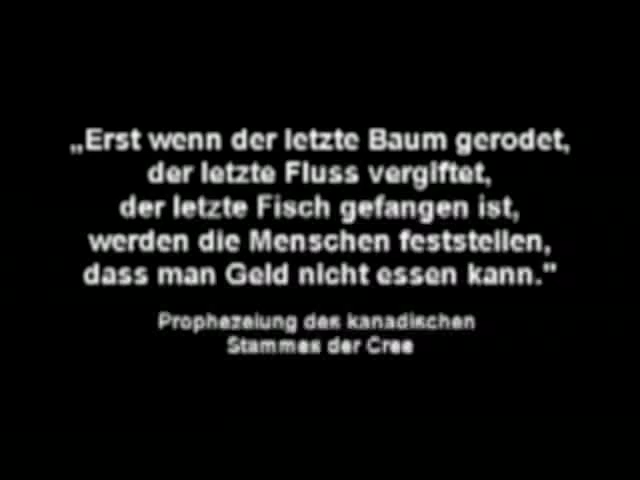 „Erst wenn der letzte Baum gerodet,
der letzte Fluss vergiftet,
der letzte Fisch gefangen ist,
werden die Menschen feststellen,
dass man Geld nicht essen kann."
Prophezeiung des kanadischen
Stammes der Cree